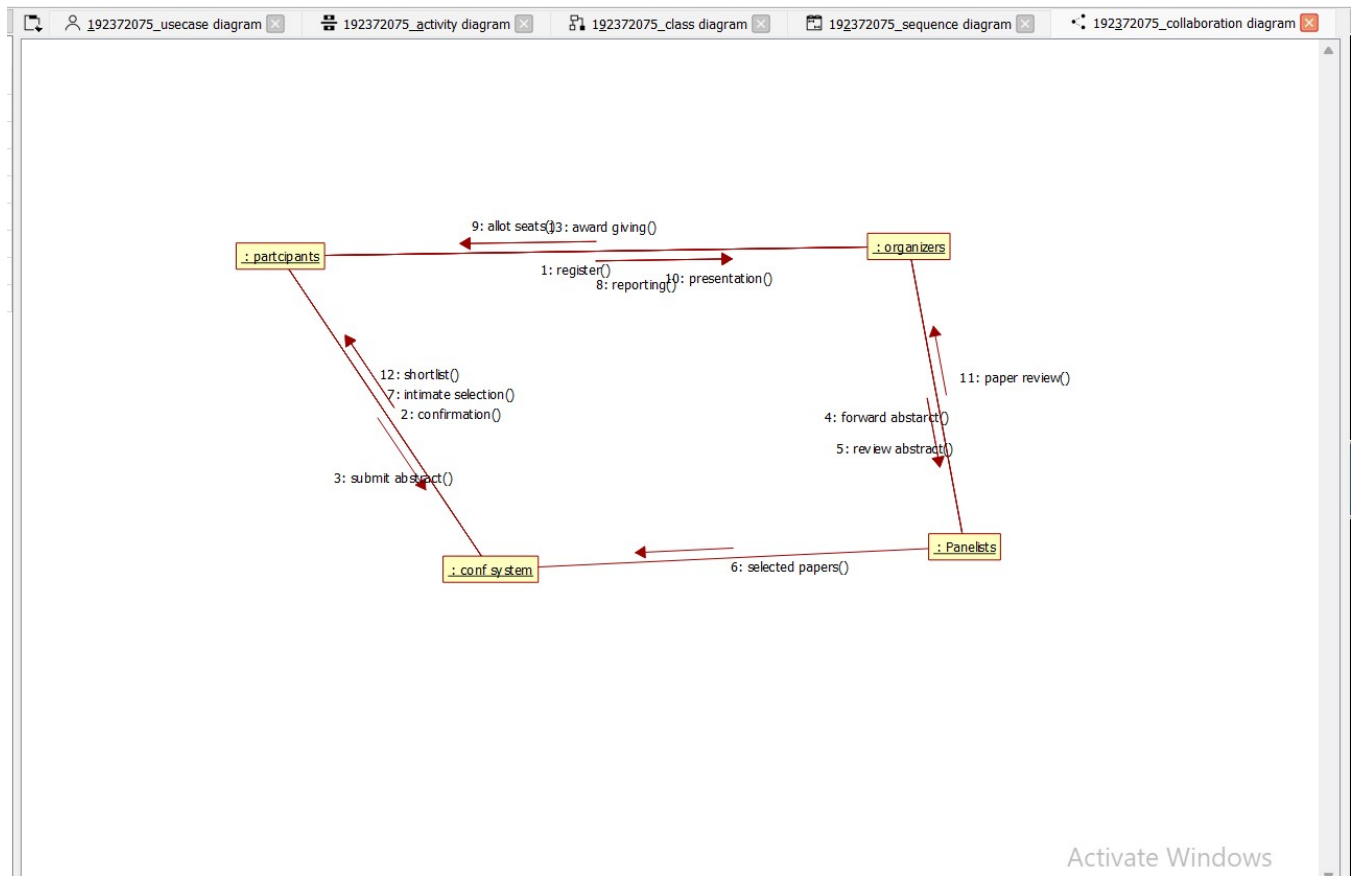 192372075_usecase diagram
192372075_activity diagram
192372075_class diagram
192372075_sequence diagram
192372075_collaboration diagram
9: allot seats()
13: award giving()
: organizers
: partcipants
1: register()
8: reporting()
10: presentation()
12: shortlist()
7: intimate selection()
2: confirmation()
11: paper review()
4: forward abstarct()
5: review abstract()
3: submit abstract()
: Panelists
6: selected papers()
: conf system
Activate Windows